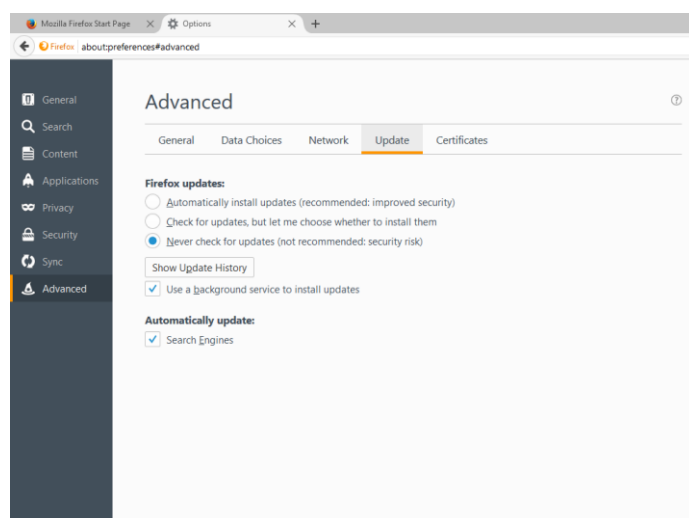 Mozilla Firefox Start Page
Options
Firefox about:preferences#advanced
General
Search
Content
Applications
Privacy
Security
Sync
Advanced
Advanced
General Data Choices Network Update Certificates
Firefox updates:
Automatically install updates (recommended: improved security)
Check for updates, but let me choose whether to install them
Never check for updates (not recommended: security risk)
Show Update History
Use a background service to install updates
Automatically update:
Search Engines